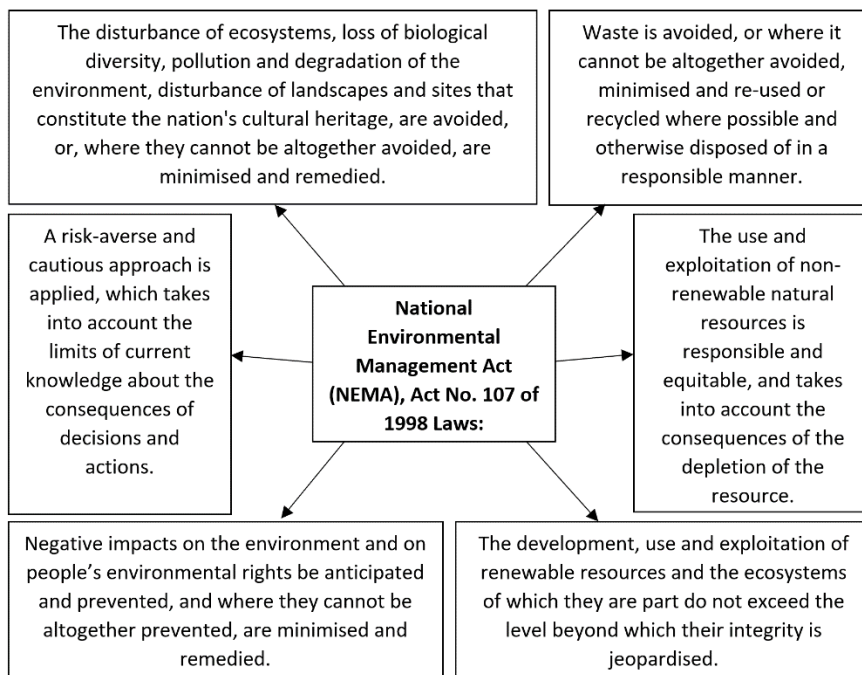 The disturbance of ecosystems, loss of biological
diversity, pollution and degradation of the
environment, disturbance of landscapes and sites that
constitute the nation's cultural heritage, are avoided,
or, where they cannot be altogether avoided, are
minimised and remedied.
Waste is avoided, or where it
cannot be altogether avoided,
minimised and re-used or
recycled where possible and
otherwise disposed of in a
responsible manner.
A risk-averse and
cautious approach is
applied, which takes
into account the
limits of current
knowledge about the
consequences of
decisions and
actions.
National
Environmental
Management Act
(NEMA), Act No. 107 of
1998 Laws:
The use and
exploitation of non-
renewable natural
resources is
responsible and
equitable, and takes
into account the
consequences of the
depletion of the
resource.
Negative impacts on the environment and on
people’s environmental rights be anticipated
and prevented, and where they cannot be
altogether prevented, are minimised and
remedied.
The development, use and exploitation of
renewable resources and the ecosystems
of which they are part do not exceed the
level beyond which their integrity is
jeopardised.